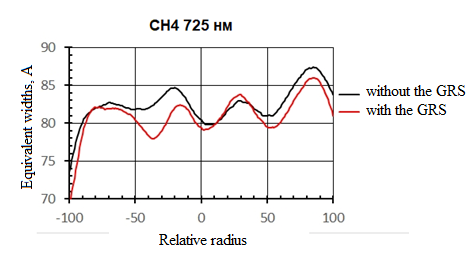 CH4 725 нм
90
85
80
75
70
Equivalent widths, A
-100 -50 0 50 100
Relative radius
without the GRS
with the GRS